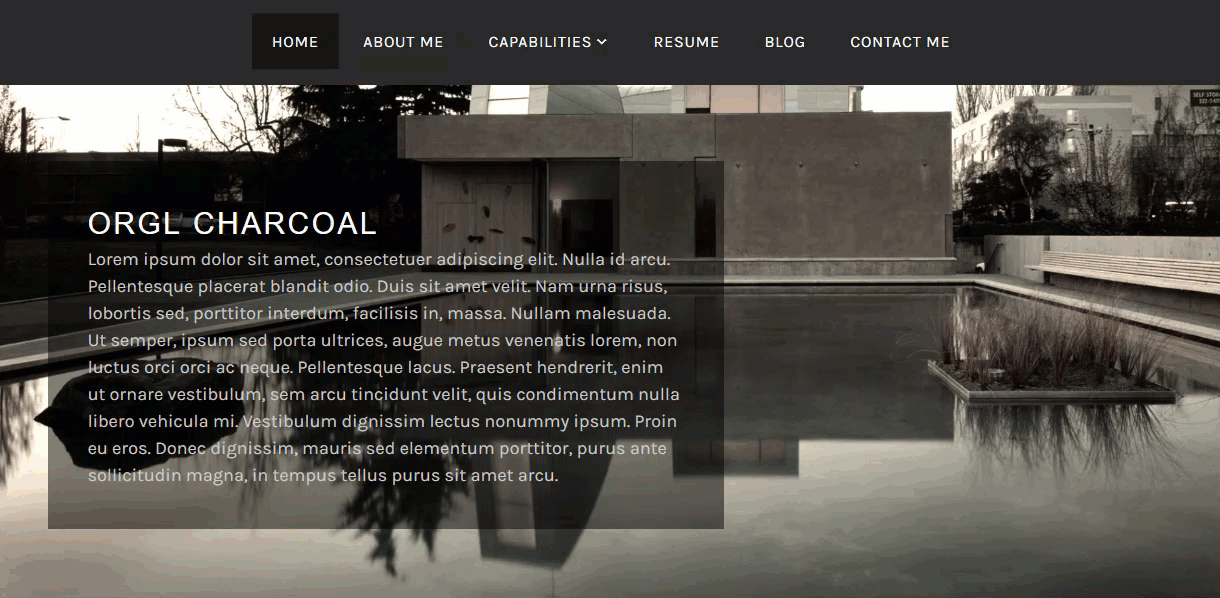 HOME ABOUT ME CAPABILITIES RESUME BLOG CONTACT ME
SELF STOR
ORGL CHARCOAL
Lorem ipsum dolor sit amet, consectetuer adipiscing elit. Nulla id arcu.
Pellentesque placerat blandit odio. Duis sit amet velit. Nam urna risus,
lobortis sed, porttitor interdum, facilisis in, massa. Nullam malesuada.
Ut semper, ipsum sed porta ultrices, augue metus venenatis lorem, non
luctus orci orci ac neque. Pellentesque lacus. Praesent hendrerit, enim
ut ornare vestibulum, sem arcu tincidunt velit, quis condimentum nulla
libero vehicula mi. Vestibulum dignissim lectus nonummy ipsum. Proin
eu eros. Donec dignissim, mauris sed elementum porttitor, purus ante
sollicitudin magna, in tempus tellus purus sit amet arcu.